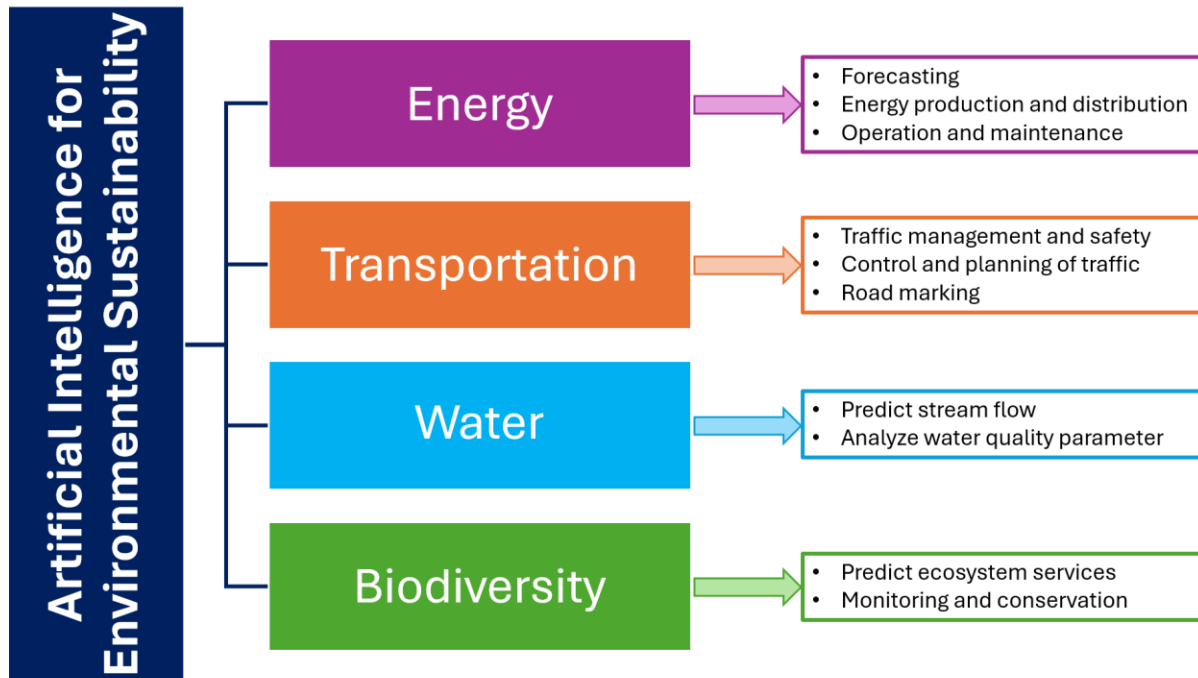 Artificial Intelligence for
Environmental Sustainability
Energy
• Forecasting
• Energy production and distribution
• Operation and maintenance
Transportation
• Traffic management and safety
• Control and planning of traffic
• Road marking
Water
• Predict stream flow
• Analyze water quality parameter
Biodiversity
• Predict ecosystem services
• Monitoring and conservation